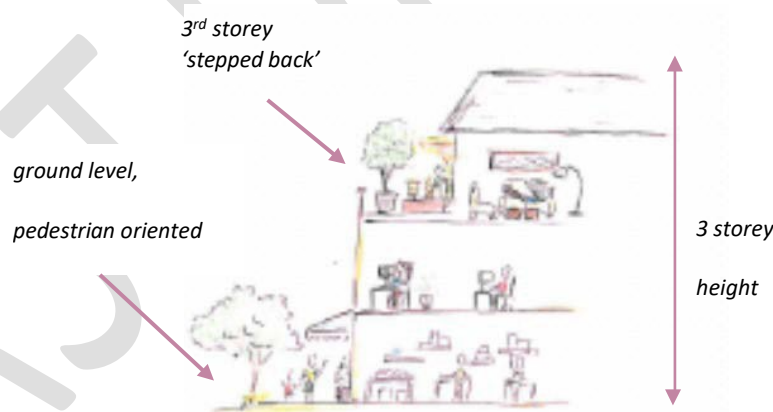 3rd storey
‘stepped back’
ground level,
pedestrian oriented
3 storey
height